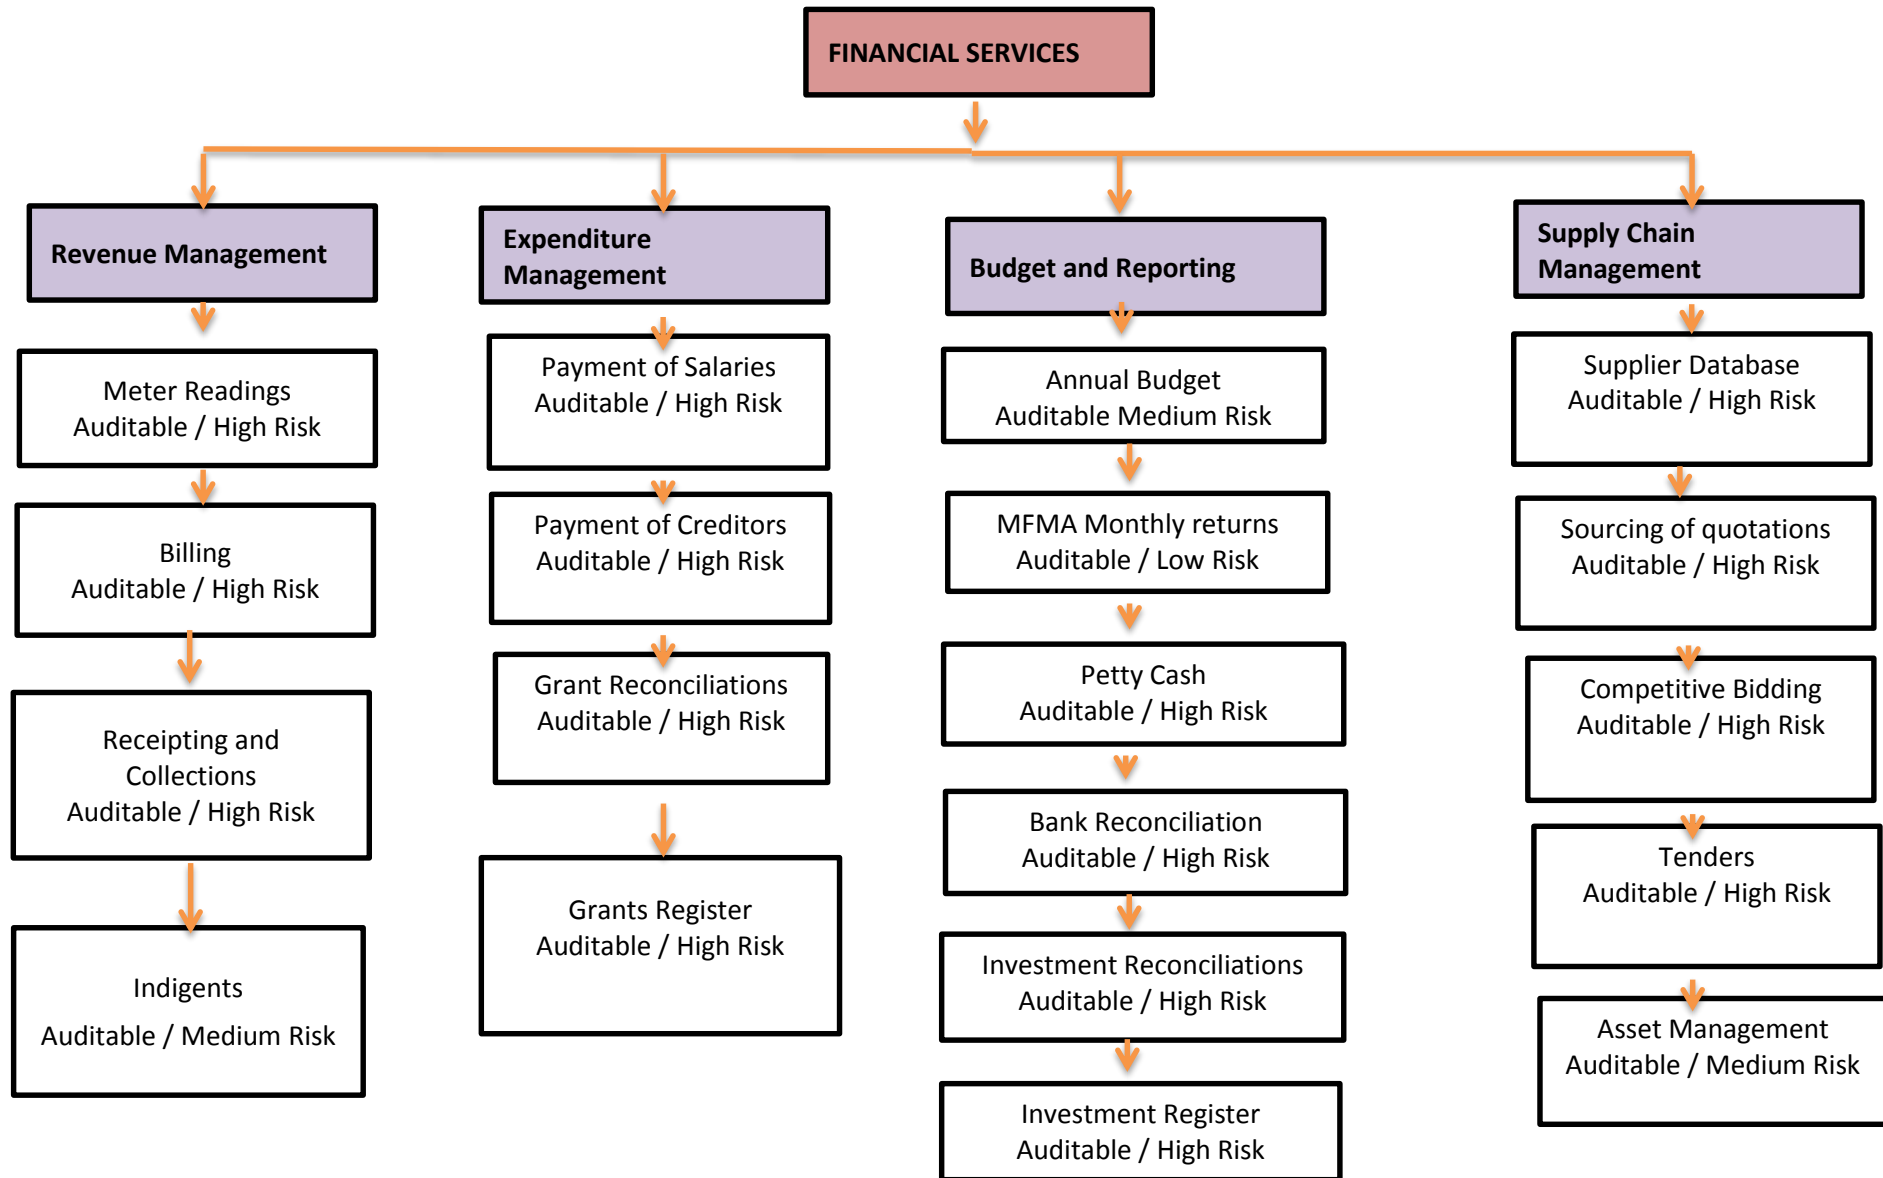 FINANCIAL SERVICES
Revenue Management
Meter Readings
Auditable / High Risk
Billing
Auditable / High Risk
Receipting and
Collections
Auditable / High Risk
Indigents
Auditable / Medium Risk
Expenditure
Management
Payment of Salaries
Auditable / High Risk
Payment of Creditors
Auditable / High Risk
Grant Reconciliations
Auditable / High Risk
Grants Register
Auditable / High Risk
Budget and Reporting
Annual Budget
Auditable Medium Risk
MFMA Monthly returns
Auditable / Low Risk
Petty Cash
Auditable / High Risk
Bank Reconciliation
Auditable / High Risk
Investment Reconciliations
Auditable / High Risk
Investment Register
Auditable / High Risk
Supply Chain
Management
Supplier Database
Auditable / High Risk
Sourcing of quotations
Auditable / High Risk
Competitive Bidding
Auditable / High Risk
Tenders
Auditable / High Risk
Asset Management
Auditable / Medium Risk